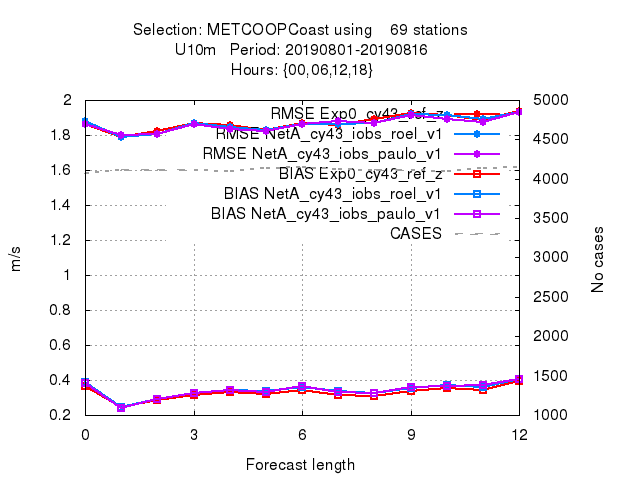 Selection: METCOOPCoast using 69 stations
U10m Period: 20190801-20190816
Hours: {00,06,12,18}
RMSE Exp0_cy43_ref_z
RMSE NetA_cy43_iobs_roel_v1
RMSE NetA_cy43_iobs_paulo_v1
BIAS Exp0_cy43_ref_z
BIAS NetA_cy43_iobs_roel_v1
BIAS NetA_cy43_iobs_paulo_v1
CASES
2
1.8
1.6
1.4
1.2
1
0.8
0.6
0.4
0.2
m/s
5000
4500
4000
3500
3000
2500
2000
1500
1000
No cases
0 3 6 9 12
Forecast length